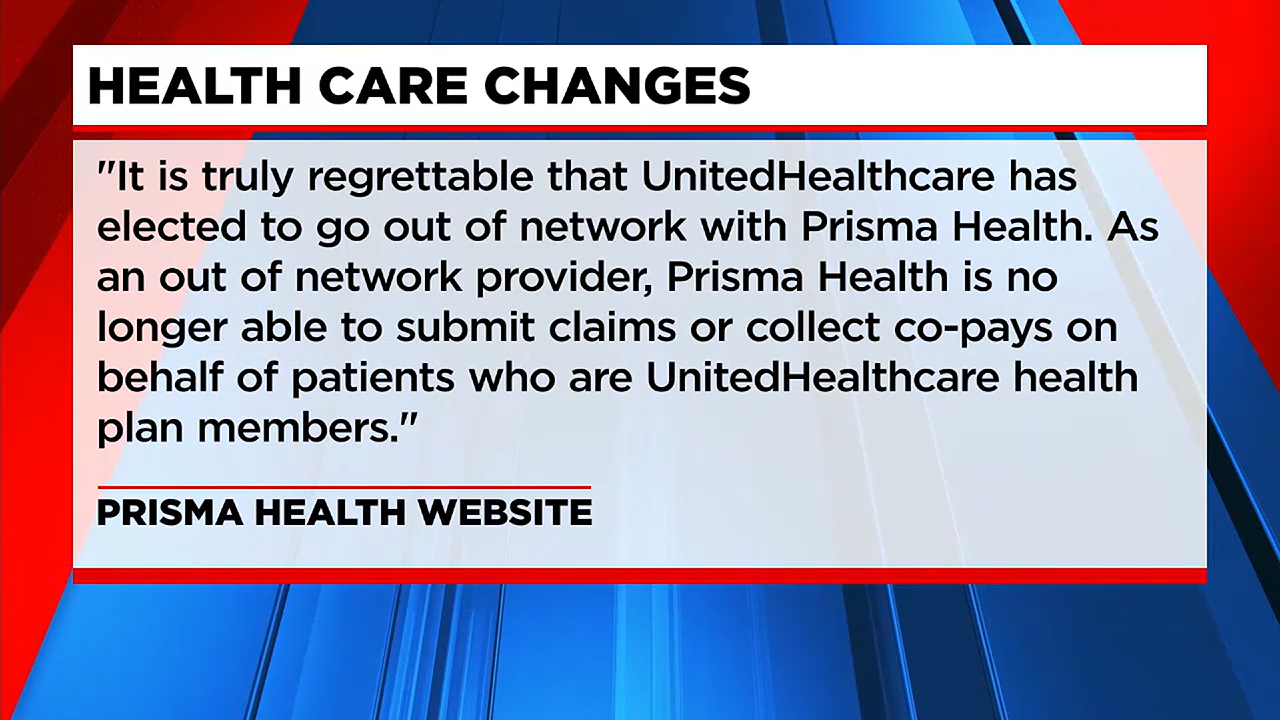 HEALTH CARE CHANGES
"It is truly regrettable that UnitedHealthcare has
elected to go out of network with Prisma Health. As
an out of network provider, Prisma Health is no
longer able to submit claims or collect co-pays on
behalf of patients who are UnitedHealthcare health
plan members."
PRISMA HEALTH WEBSITE